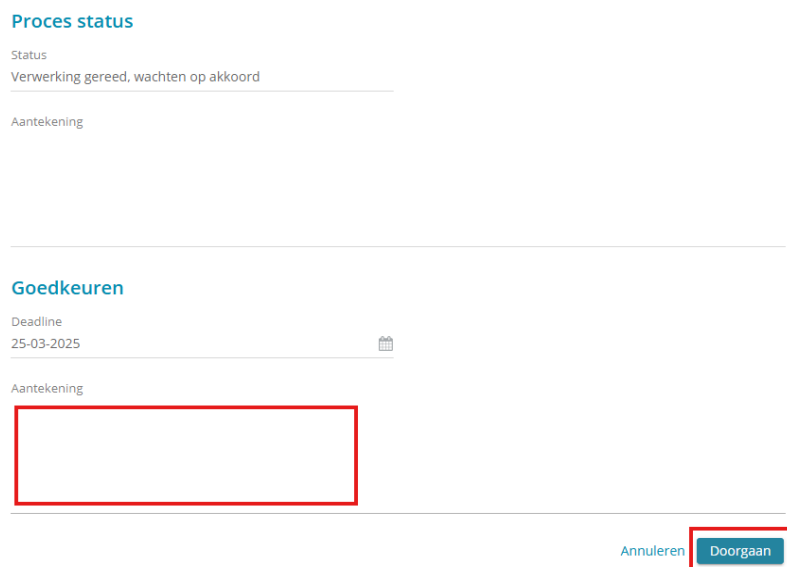 Proces status
Status
Verwerking gereed, wachten op akkoord
Aantekening
Goedkeuren
Deadline
25-03-2025
Aantekening
Annuleren Doorgaan